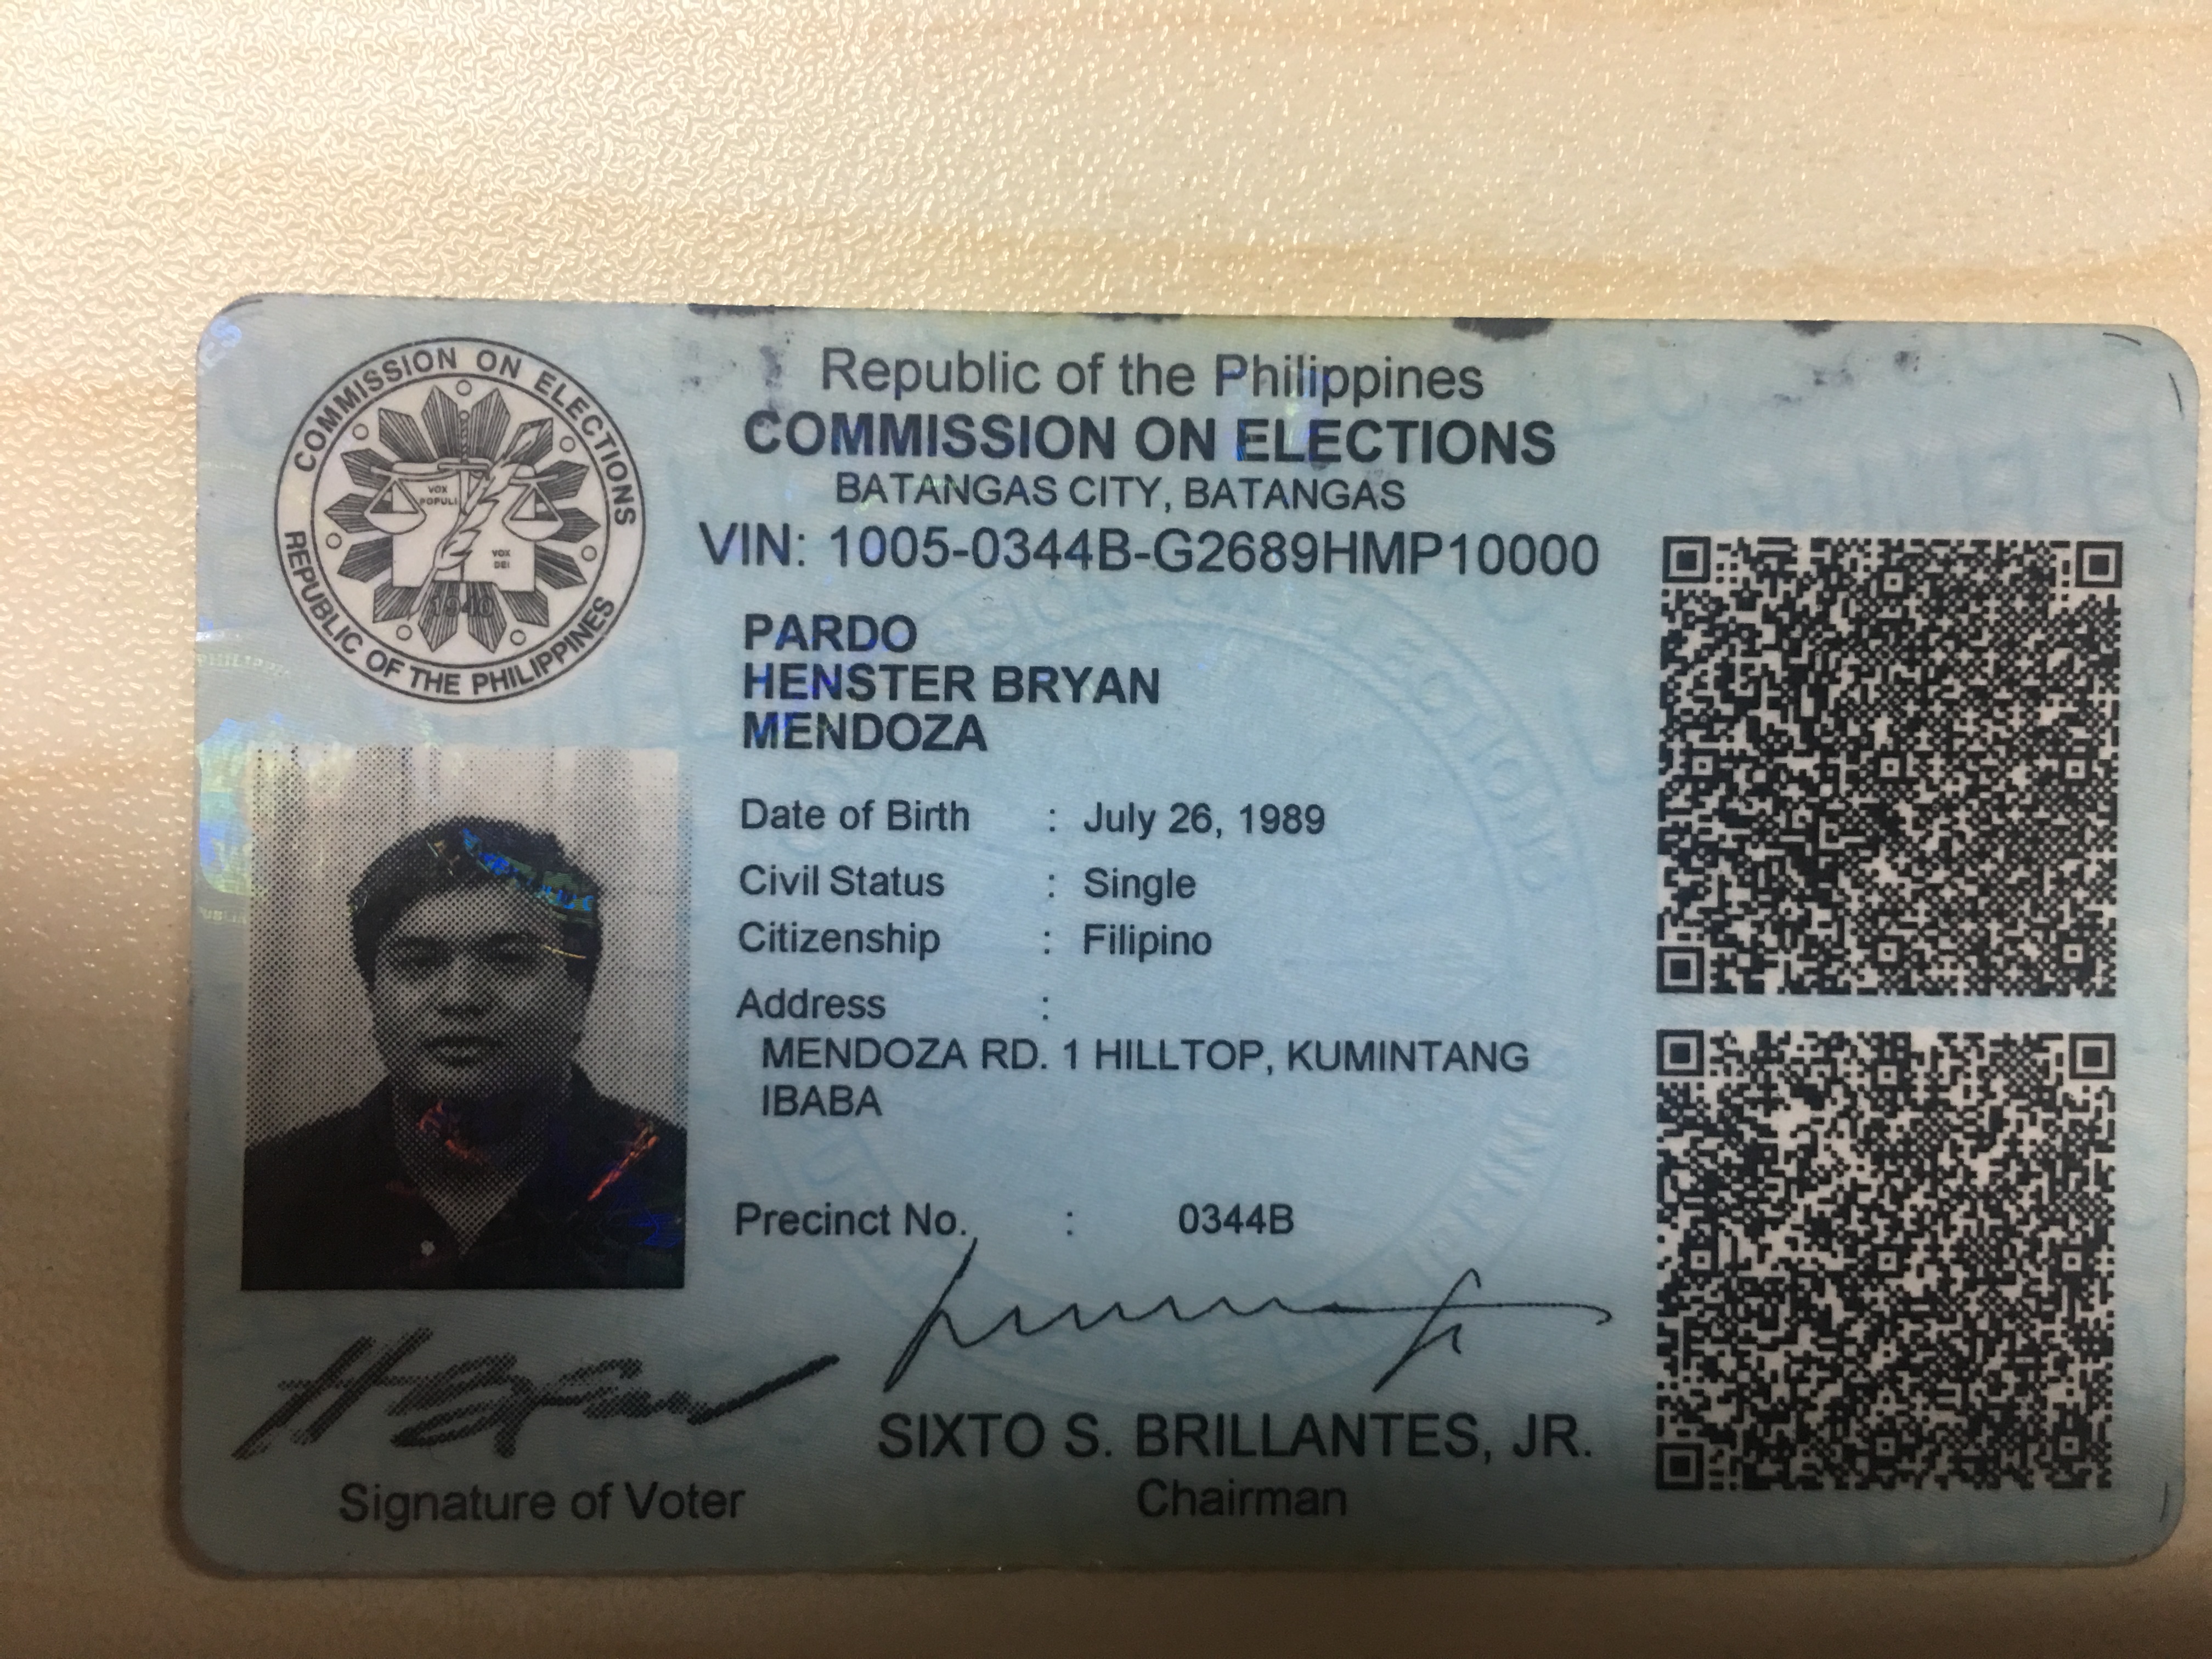 Republic of the Philippines
COMMISSION ON ELECTIONS
BATANGAS CITY, BATANGAS
VIN: 1005-0344B-G2689HMP10000
COMMISSION ON ELECTIONS
REPUBLIC OF THE PHILIPPINES
VOX POPULI
VOX DEI
1940
PARDO
HENSTER BRYAN
MENDOZA
Date of Birth : July 26, 1989
Civil Status : Single
Citizenship : Filipino
Address :
MENDOZA RD. 1 HILLTOP, KUMINTANG
IBABA
Precinct No. : 0344B
SIXTO S. BRILLANTES, JR.
Signature of Voter
Chairman